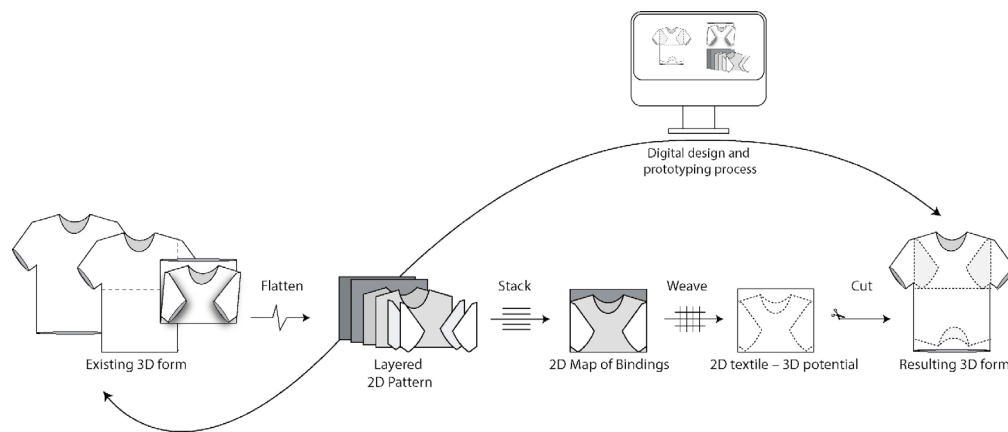 Digital design and
prototyping process
Flatten
Stack
Weave
Cut
Existing 3D form
Layered
2D Pattern
2D Map of Bindings
2D textile – 3D potential
Resulting 3D form